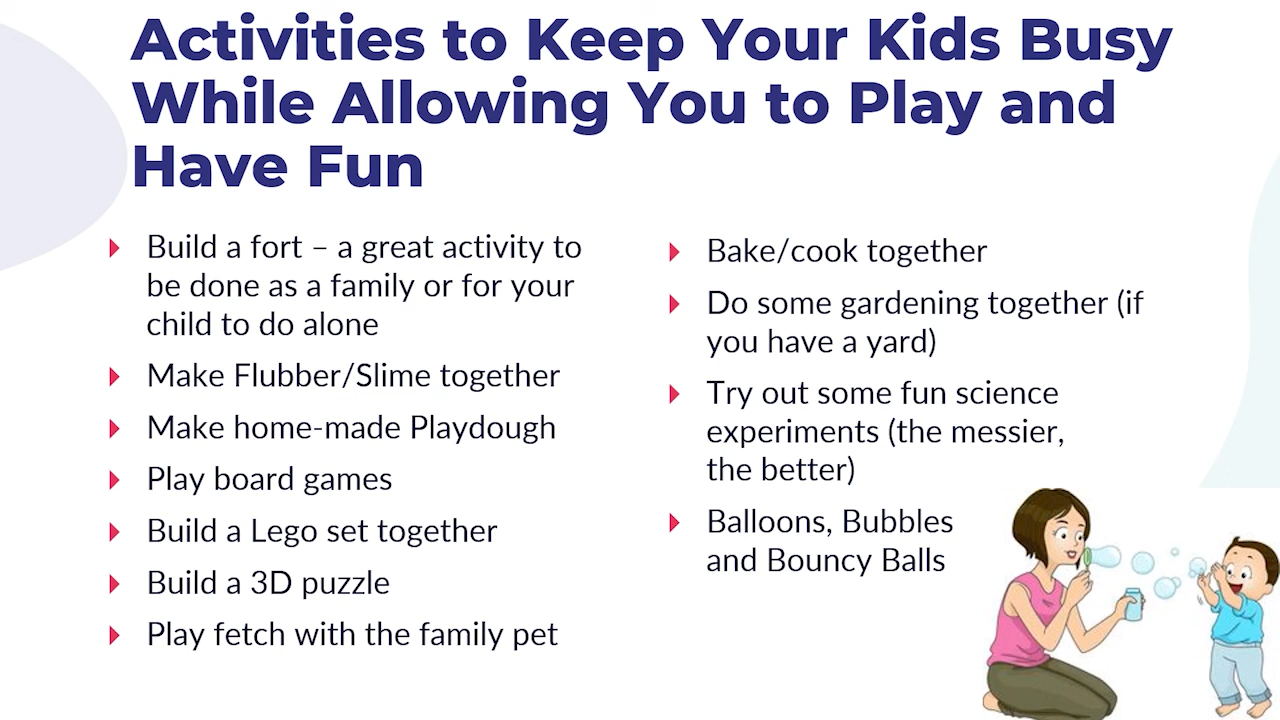 Activities to Keep Your Kids Busy
While Allowing You to Play and
Have Fun
Build a fort – a great activity to
be done as a family or for your
child to do alone
Make Flubber/Slime together
Make home-made Playdough
Play board games
Build a Lego set together
Build a 3D puzzle
Play fetch with the family pet
Bake/cook together
Do some gardening together (if
you have a yard)
Try out some fun science
experiments (the messier,
the better)
Balloons, Bubbles
and Bouncy Balls